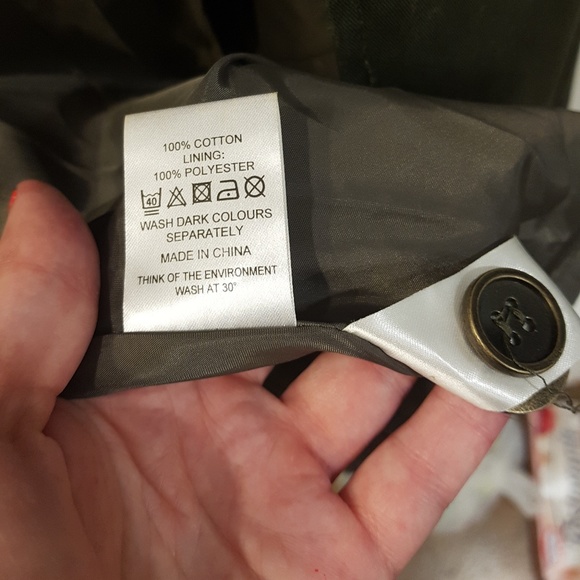 100% COTTON
LINING:
100% POLYESTER
40
WASH DARK COLOURS
SEPARATELY
MADE IN CHINA
THINK OF THE ENVIRONMENT
WASH AT 30°